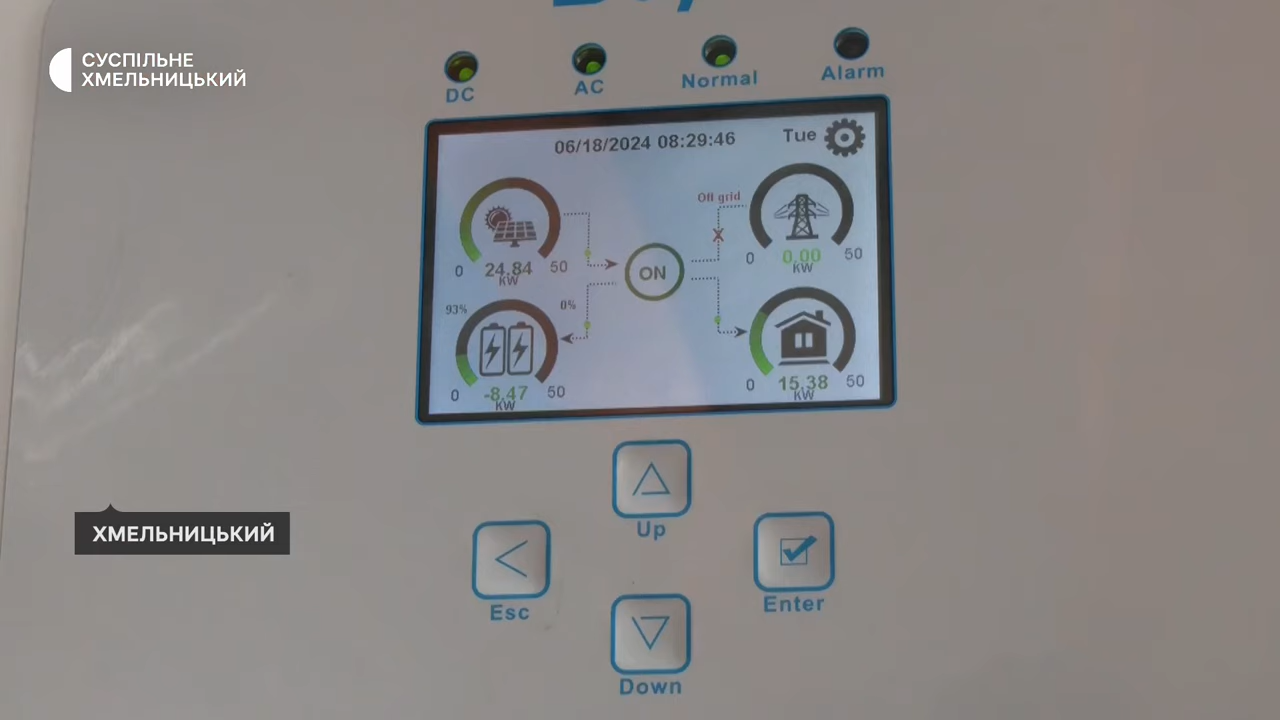 СУСПІЛЬНЕ
ХМЕЛЬНИЦЬКИЙ
DC
AC
Normal
Alarm
06/18/2024 08:29:46
Tue
Off grid
0
24.84
50
KW
0
0.00
50
KW
ON
93%
0%
0
-8.47
50
KW
0
15.38
50
KW
Up
ХМЕЛЬНИЦЬКИЙ
Esc
Enter
Down